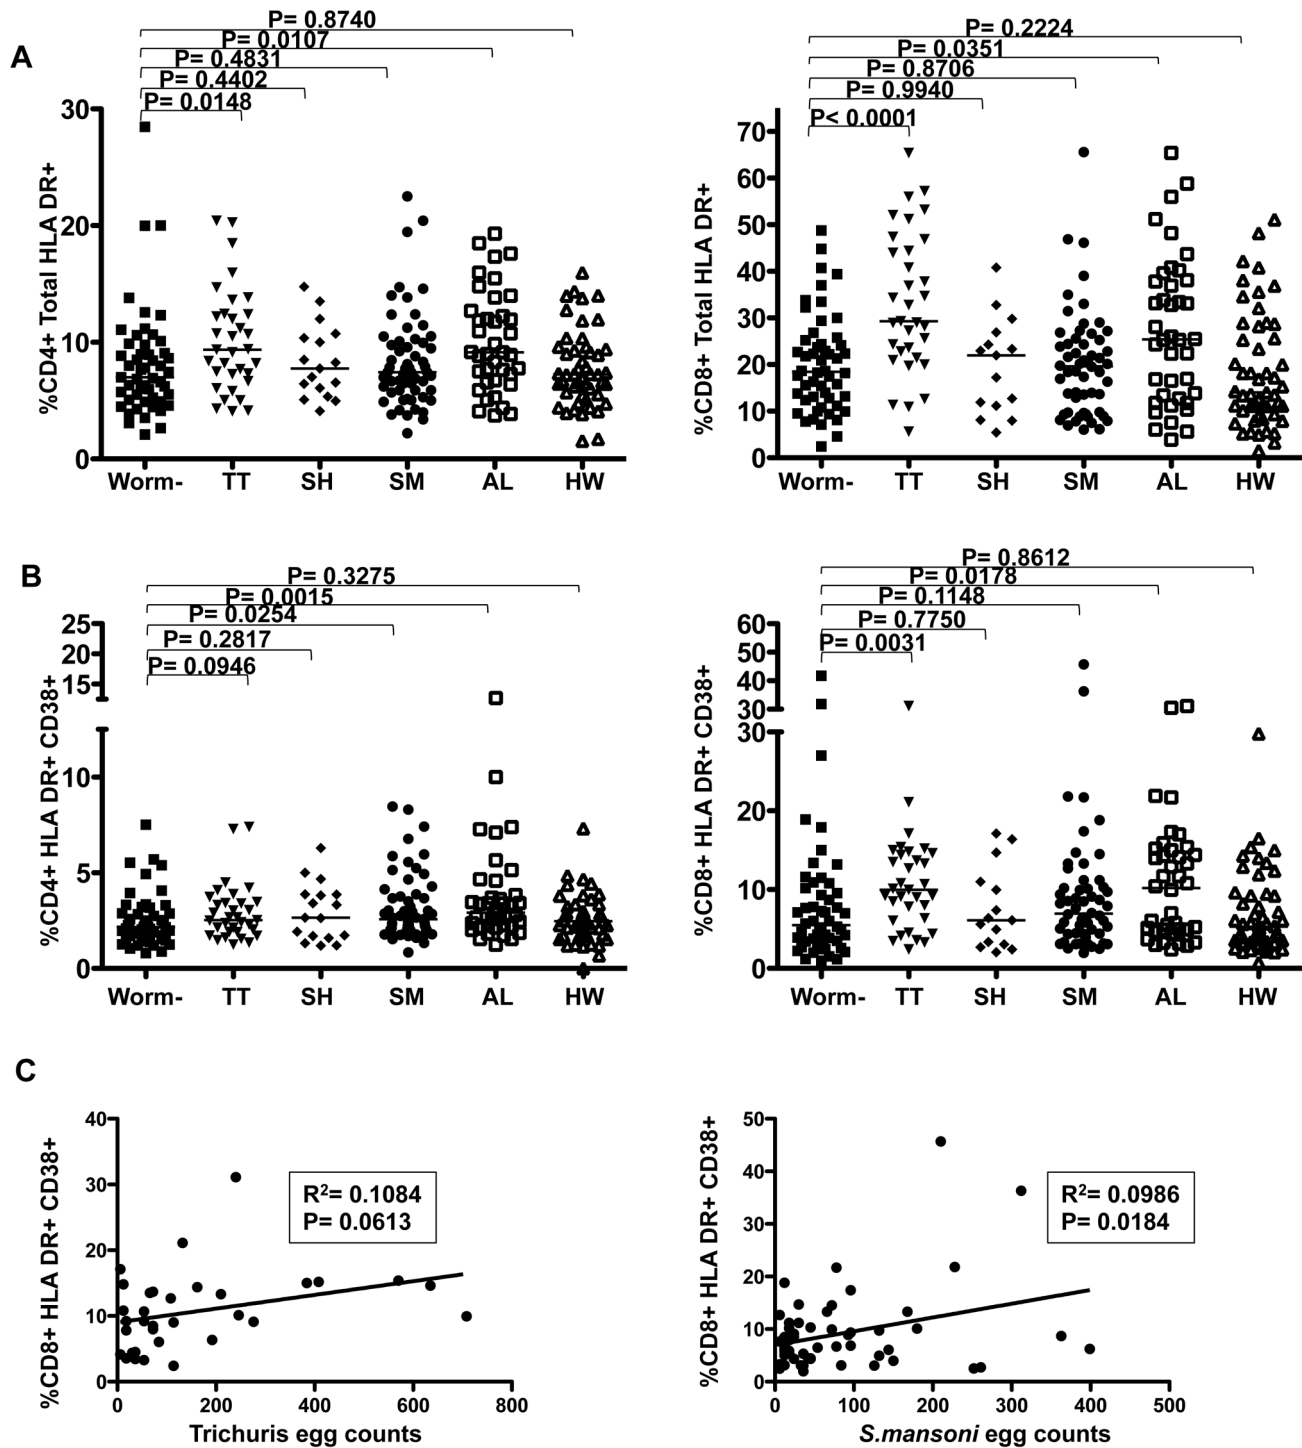 A
P= 0.8740
P= 0.0107
P= 0.4831
P= 0.4402
P= 0.0148
%CD4+ Total HLA DR+
30
20
10
0
Worm- TT SH SM AL HW
P= 0.2224
P= 0.0351
P= 0.8706
P= 0.9940
P< 0.0001
%CD8+ Total HLA DR+
70
60
50
40
30
20
10
0
Worm- TT SH SM AL HW
B
P= 0.3275
P= 0.0015
P= 0.0254
P= 0.2817
P= 0.0946
%CD4+ HLA DR+ CD38+
25
20
15
10
5
0
Worm- TT SH SM AL HW
P= 0.8612
P= 0.0178
P= 0.1148
P= 0.7750
P= 0.0031
%CD8+ HLA DR+ CD38+
60
50
40
30
30
20
10
0
Worm- TT SH SM AL HW
C
%CD8+ HLA DR+ CD38+
40
30
20
10
0
R²= 0.1084
P= 0.0613
0 200 400 600 800
Trichuris egg counts
%CD8+ HLA DR+ CD38+
50
40
30
20
10
0
R²= 0.0986
P= 0.0184
0 100 200 300 400 500
S.mansoni egg counts